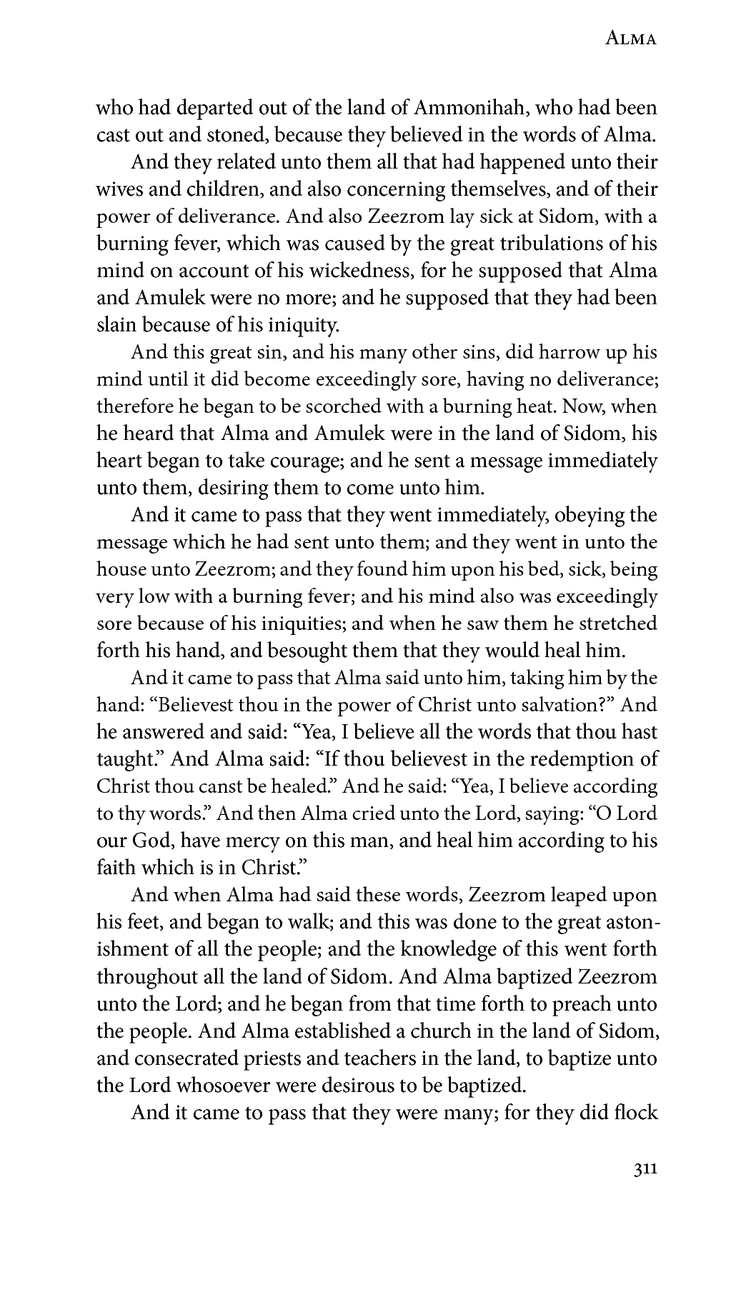 Alma
who had departed out of the land of Ammonihah, who had been
cast out and stoned, because they believed in the words of Alma.
And they related unto them all that had happened unto their
wives and children, and also concerning themselves, and of their
power of deliverance. And also Zeezrom lay sick at Sidom, with a
burning fever, which was caused by the great tribulations of his
mind on account of his wickedness, for he supposed that Alma
and Amulek were no more; and he supposed that they had been
slain because of his iniquity.
And this great sin, and his many other sins, did harrow up his
mind until it did become exceedingly sore, having no deliverance;
therefore he began to be scorched with a burning heat. Now, when
he heard that Alma and Amulek were in the land of Sidom, his
heart began to take courage; and he sent a message immediately
unto them, desiring them to come unto him.
And it came to pass that they went immediately, obeying the
message which he had sent unto them; and they went in unto the
house unto Zeezrom; and they found him upon his bed, sick, being
very low with a burning fever; and his mind also was exceedingly
sore because of his iniquities; and when he saw them he stretched
forth his hand, and besought them that they would heal him.
And it came to pass that Alma said unto him, taking him by the
hand: “Believest thou in the power of Christ unto salvation?” And
he answered and said: “Yea, I believe all the words that thou hast
taught.” And Alma said: “If thou believest in the redemption of
Christ thou canst be healed.” And he said: “Yea, I believe according
to thy words.” And then Alma cried unto the Lord, saying: “O Lord
our God, have mercy on this man, and heal him according to his
faith which is in Christ.”
And when Alma had said these words, Zeezrom leaped upon
his feet, and began to walk; and this was done to the great aston-
ishment of all the people; and the knowledge of this went forth
throughout all the land of Sidom. And Alma baptized Zeezrom
unto the Lord; and he began from that time forth to preach unto
the people. And Alma established a church in the land of Sidom,
and consecrated priests and teachers in the land, to baptize unto
the Lord whosoever were desirous to be baptized.
And it came to pass that they were many; for they did flock
311